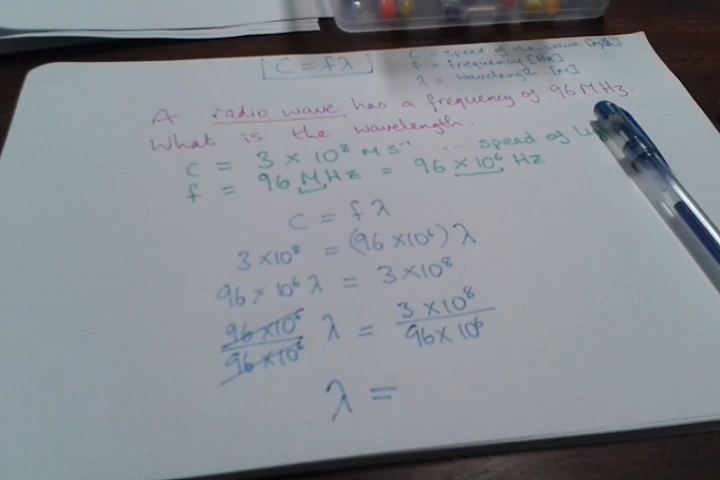 C = fλ
C = speed of the wave [m/s]
f = frequency [Hz]
λ = wavelength [m]
A radio wave has a frequency of 96 MHz.
What is the wavelength.
C = 3 × 10⁸ m s⁻¹ ... speed of
f = 96 MHz = 96 × 10⁶ Hz
C = fλ
3 × 10⁸ = (96 × 10⁶) λ
96 × 10⁶ λ = 3 × 10⁸
96 × 10⁶ / 96 × 10⁶ λ = 3 × 10⁸ / 96 × 10⁶
λ =